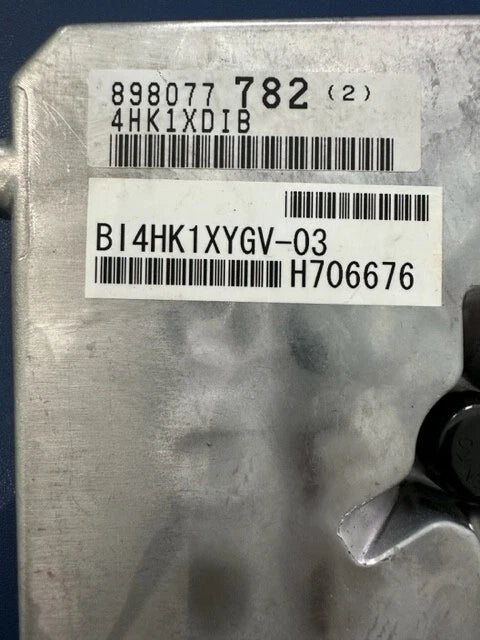 898077 782 (2)
4HK1XDIB
BI4HK1XYGV-03
H706676